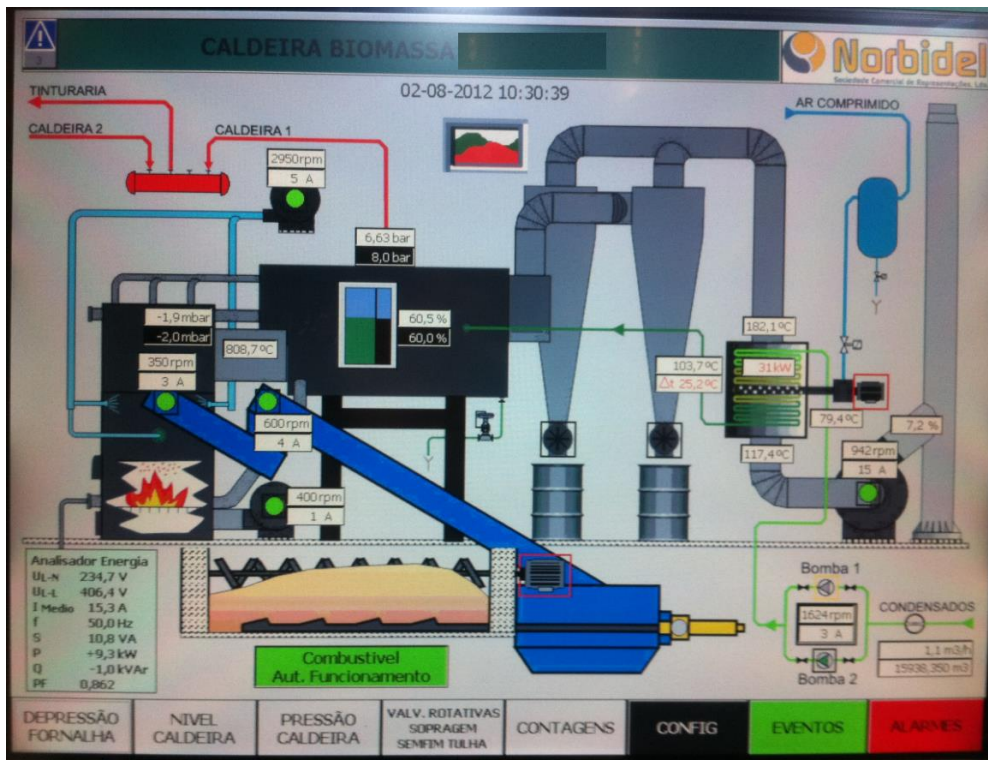 CALDEIRA BIOMASSA
Norbidel
Sociedade Comercial de Representações, Lda
02-08-2012 10:30:39
TINTURARIA
CALDEIRA 2
CALDEIRA 1
AR COMPRIMIDO
2950rpm
5 A
6,63 bar
8,0 bar
-1,9mbar
-2,0mbar
808,7ºC
60,5 %
60,0 %
350rpm
3 A
600rpm
4 A
400rpm
1 A
182,1ºC
103,7ºC
Δt 25,2ºC
31kW
79,4ºC
117,4ºC
7,2 %
942rpm
15 A
Analisador Energia
UL-N 234,7 V
UL-L 406,4 V
I Medio 15,3 A
f 50,0 Hz
S 10,8 VA
P +9,3 kW
Q -1,0 kVAr
PF 0,862
Combustivel
Aut. Funcionamento
Bomba 1
1624rpm
3 A
Bomba 2
CONDENSADOS
1,1 m3/h
15938,350 m3
DEPRESSÃO
FORNALHA
NIVEL
CALDEIRA
PRESSÃO
CALDEIRA
VALV. ROTATIVAS
SOPRAGEM
SEMFIM TULHA
CONTAGENS
CONFIG
EVENTOS
ALARMES